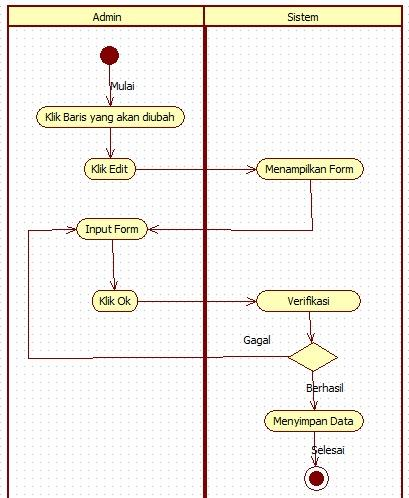 Admin
Sistem
Mulai
Klik Baris yang akan diubah
Klik Edit
Menampilkan Form
Input Form
Klik Ok
Verifikasi
Gagal
Berhasil
Menyimpan Data
Selesai